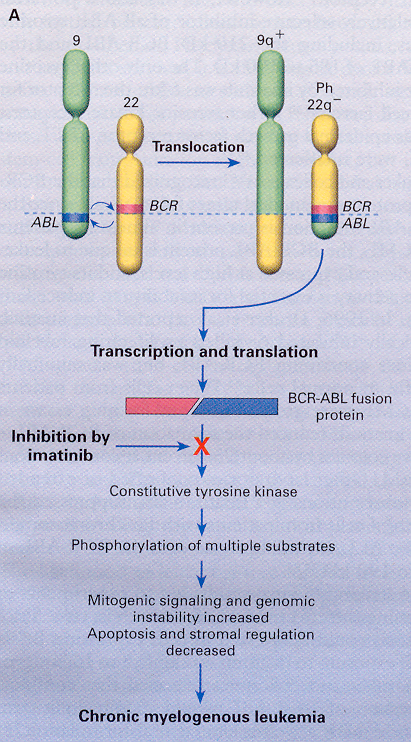 A
9
22
9q+
Ph
22q−
Translocation
BCR
ABL
BCR
ABL
Transcription and translation
BCR-ABL fusion
protein
Inhibition by
imatinib
X
Constitutive tyrosine kinase
Phosphorylation of multiple substrates
Mitogenic signaling and genomic
instability increased
Apoptosis and stromal regulation
decreased
Chronic myelogenous leukemia